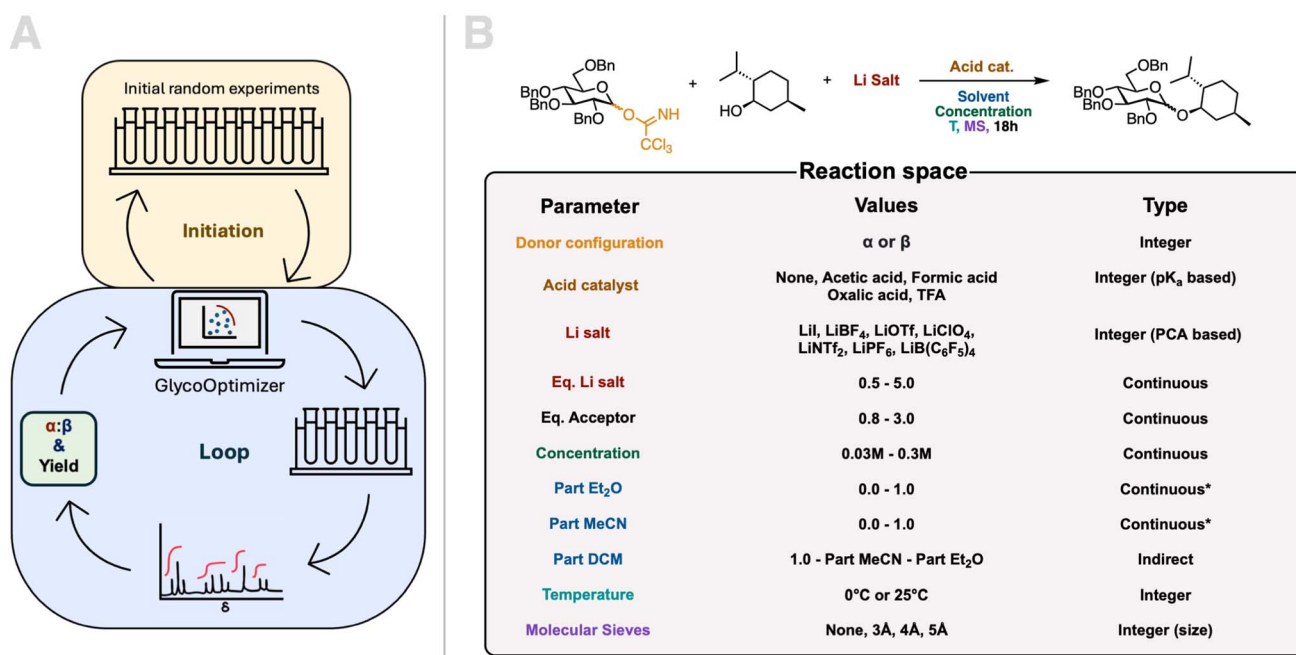 A
Initial random experiments
Initiation
GlycoOptimizer
α:β
&
Yield
Loop
δ
B
OBn
BnO
BnO
BnO
O
O
NH
CCl3
+
HO
+
Li Salt
Acid cat.
Solvent
Concentration
T, MS, 18h
OBn
BnO
BnO
BnO
O
O
Reaction space
Parameter Values Type
Donor configuration α or β Integer
Acid catalyst None, Acetic acid, Formic acid Integer (pKa based)
Oxalic acid, TFA
Li salt LiI, LiBF4, LiOTf, LiClO4, Integer (PCA based)
LiNTf2, LiPF6, LiB(C6F5)4
Eq. Li salt 0.5 - 5.0 Continuous
Eq. Acceptor 0.8 - 3.0 Continuous
Concentration 0.03M - 0.3M Continuous
Part Et2O 0.0 - 1.0 Continuous*
Part MeCN 0.0 - 1.0 Continuous*
Part DCM 1.0 - Part MeCN - Part Et2O Indirect
Temperature 0°C or 25°C Integer
Molecular Sieves None, 3Å, 4Å, 5Å Integer (size)